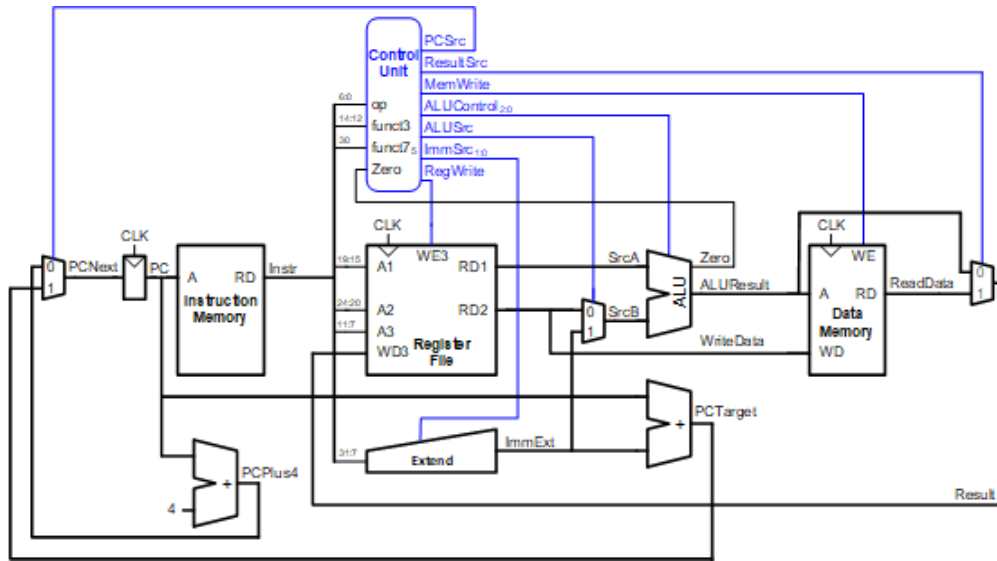 PCSrc
Control
Unit
ResultSrc
MemWrite
6:0
op
ALUControl2:0
14:12
funct3
ALUSrc
30
funct75
ImmSrc1:0
Zero
RegWrite
CLK
CLK
CLK
0
1
PCNext
PC
A
RD
Instruction
Memory
Instr
19:15
A1
WE3
RD1
SrcA
24:20
A2
RD2
11:7
A3
WD3
Register
File
0
1
SrcB
ALU
Zero
ALUResult
WriteData
WE
A
RD
Data
Memory
WD
ReadData
0
1
31:7
Extend
ImmExt
+
PCTarget
PCPlus4
+
4
Result